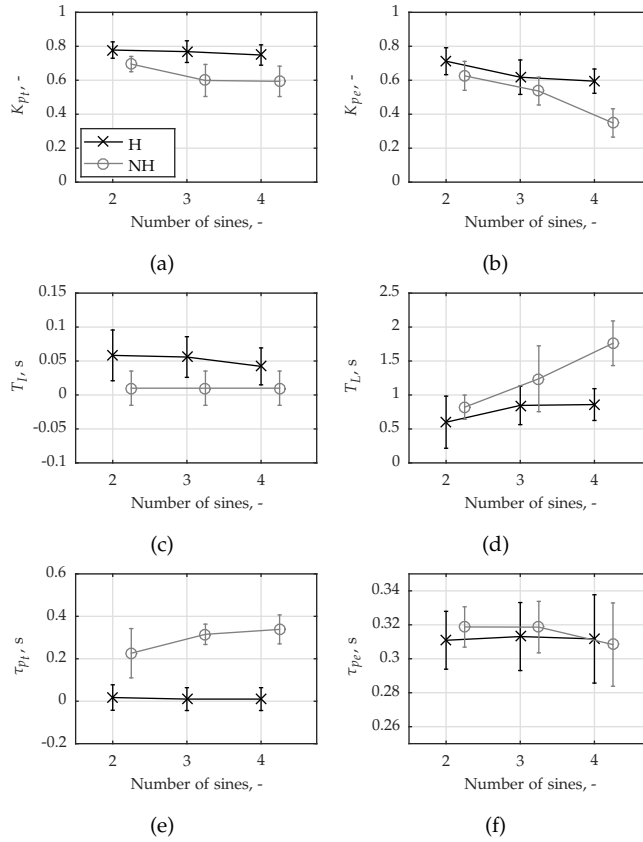 1
0.8
0.6
0.4
0.2
0
K_{p_t}, -
H
NH
2
3
4
Number of sines, -
(a)
1
0.8
0.6
0.4
0.2
0
K_{p_e}, -
2
3
4
Number of sines, -
(b)
0.15
0.1
0.05
0
-0.05
-0.1
T_I, s
2
3
4
Number of sines, -
(c)
2.5
2
1.5
1
0.5
0
T_L, s
2
3
4
Number of sines, -
(d)
0.6
0.4
0.2
0
-0.2
τ_{p_t}, s
2
3
4
Number of sines, -
(e)
0.34
0.32
0.3
0.28
0.26
τ_{p_e}, s
2
3
4
Number of sines, -
(f)